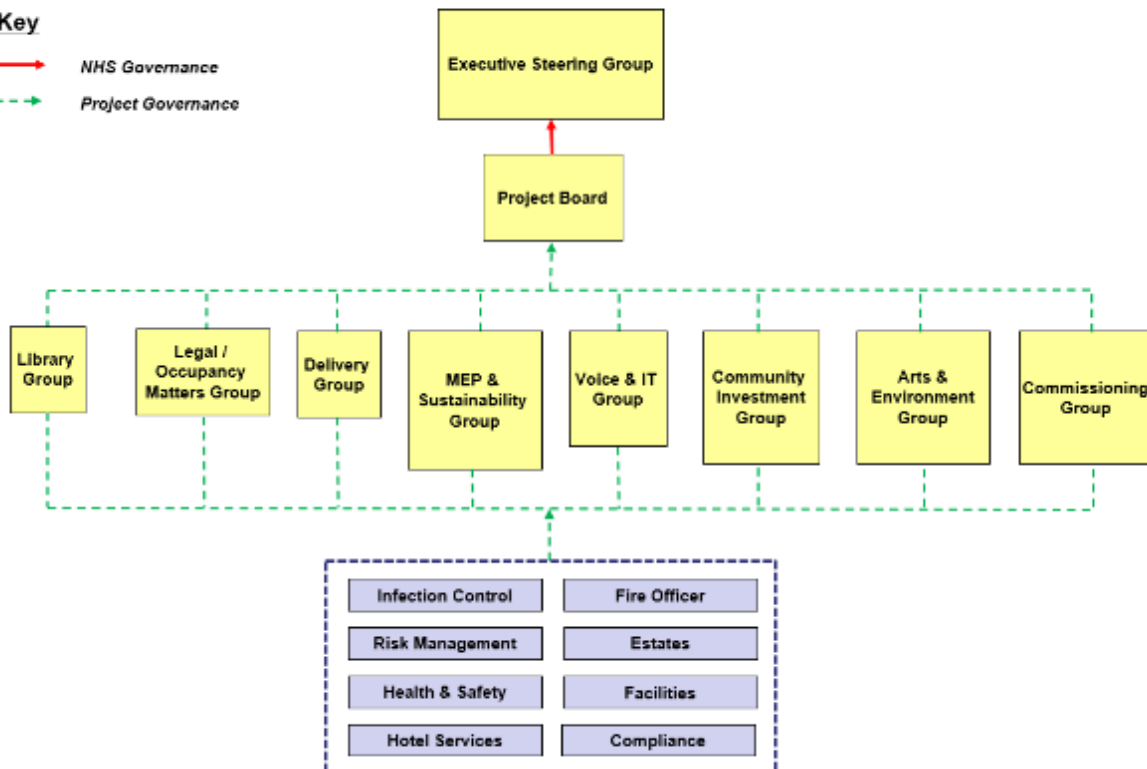 Key
NHS Governance
Project Governance
Executive Steering Group
Project Board
Library
Group
Legal /
Occupancy
Matters Group
Delivery
Group
MEP &
Sustainability
Group
Voice & IT
Group
Community
Investment
Group
Arts &
Environment
Group
Commissioning
Group
Infection Control
Fire Officer
Risk Management
Estates
Health & Safety
Facilities
Hotel Services
Compliance